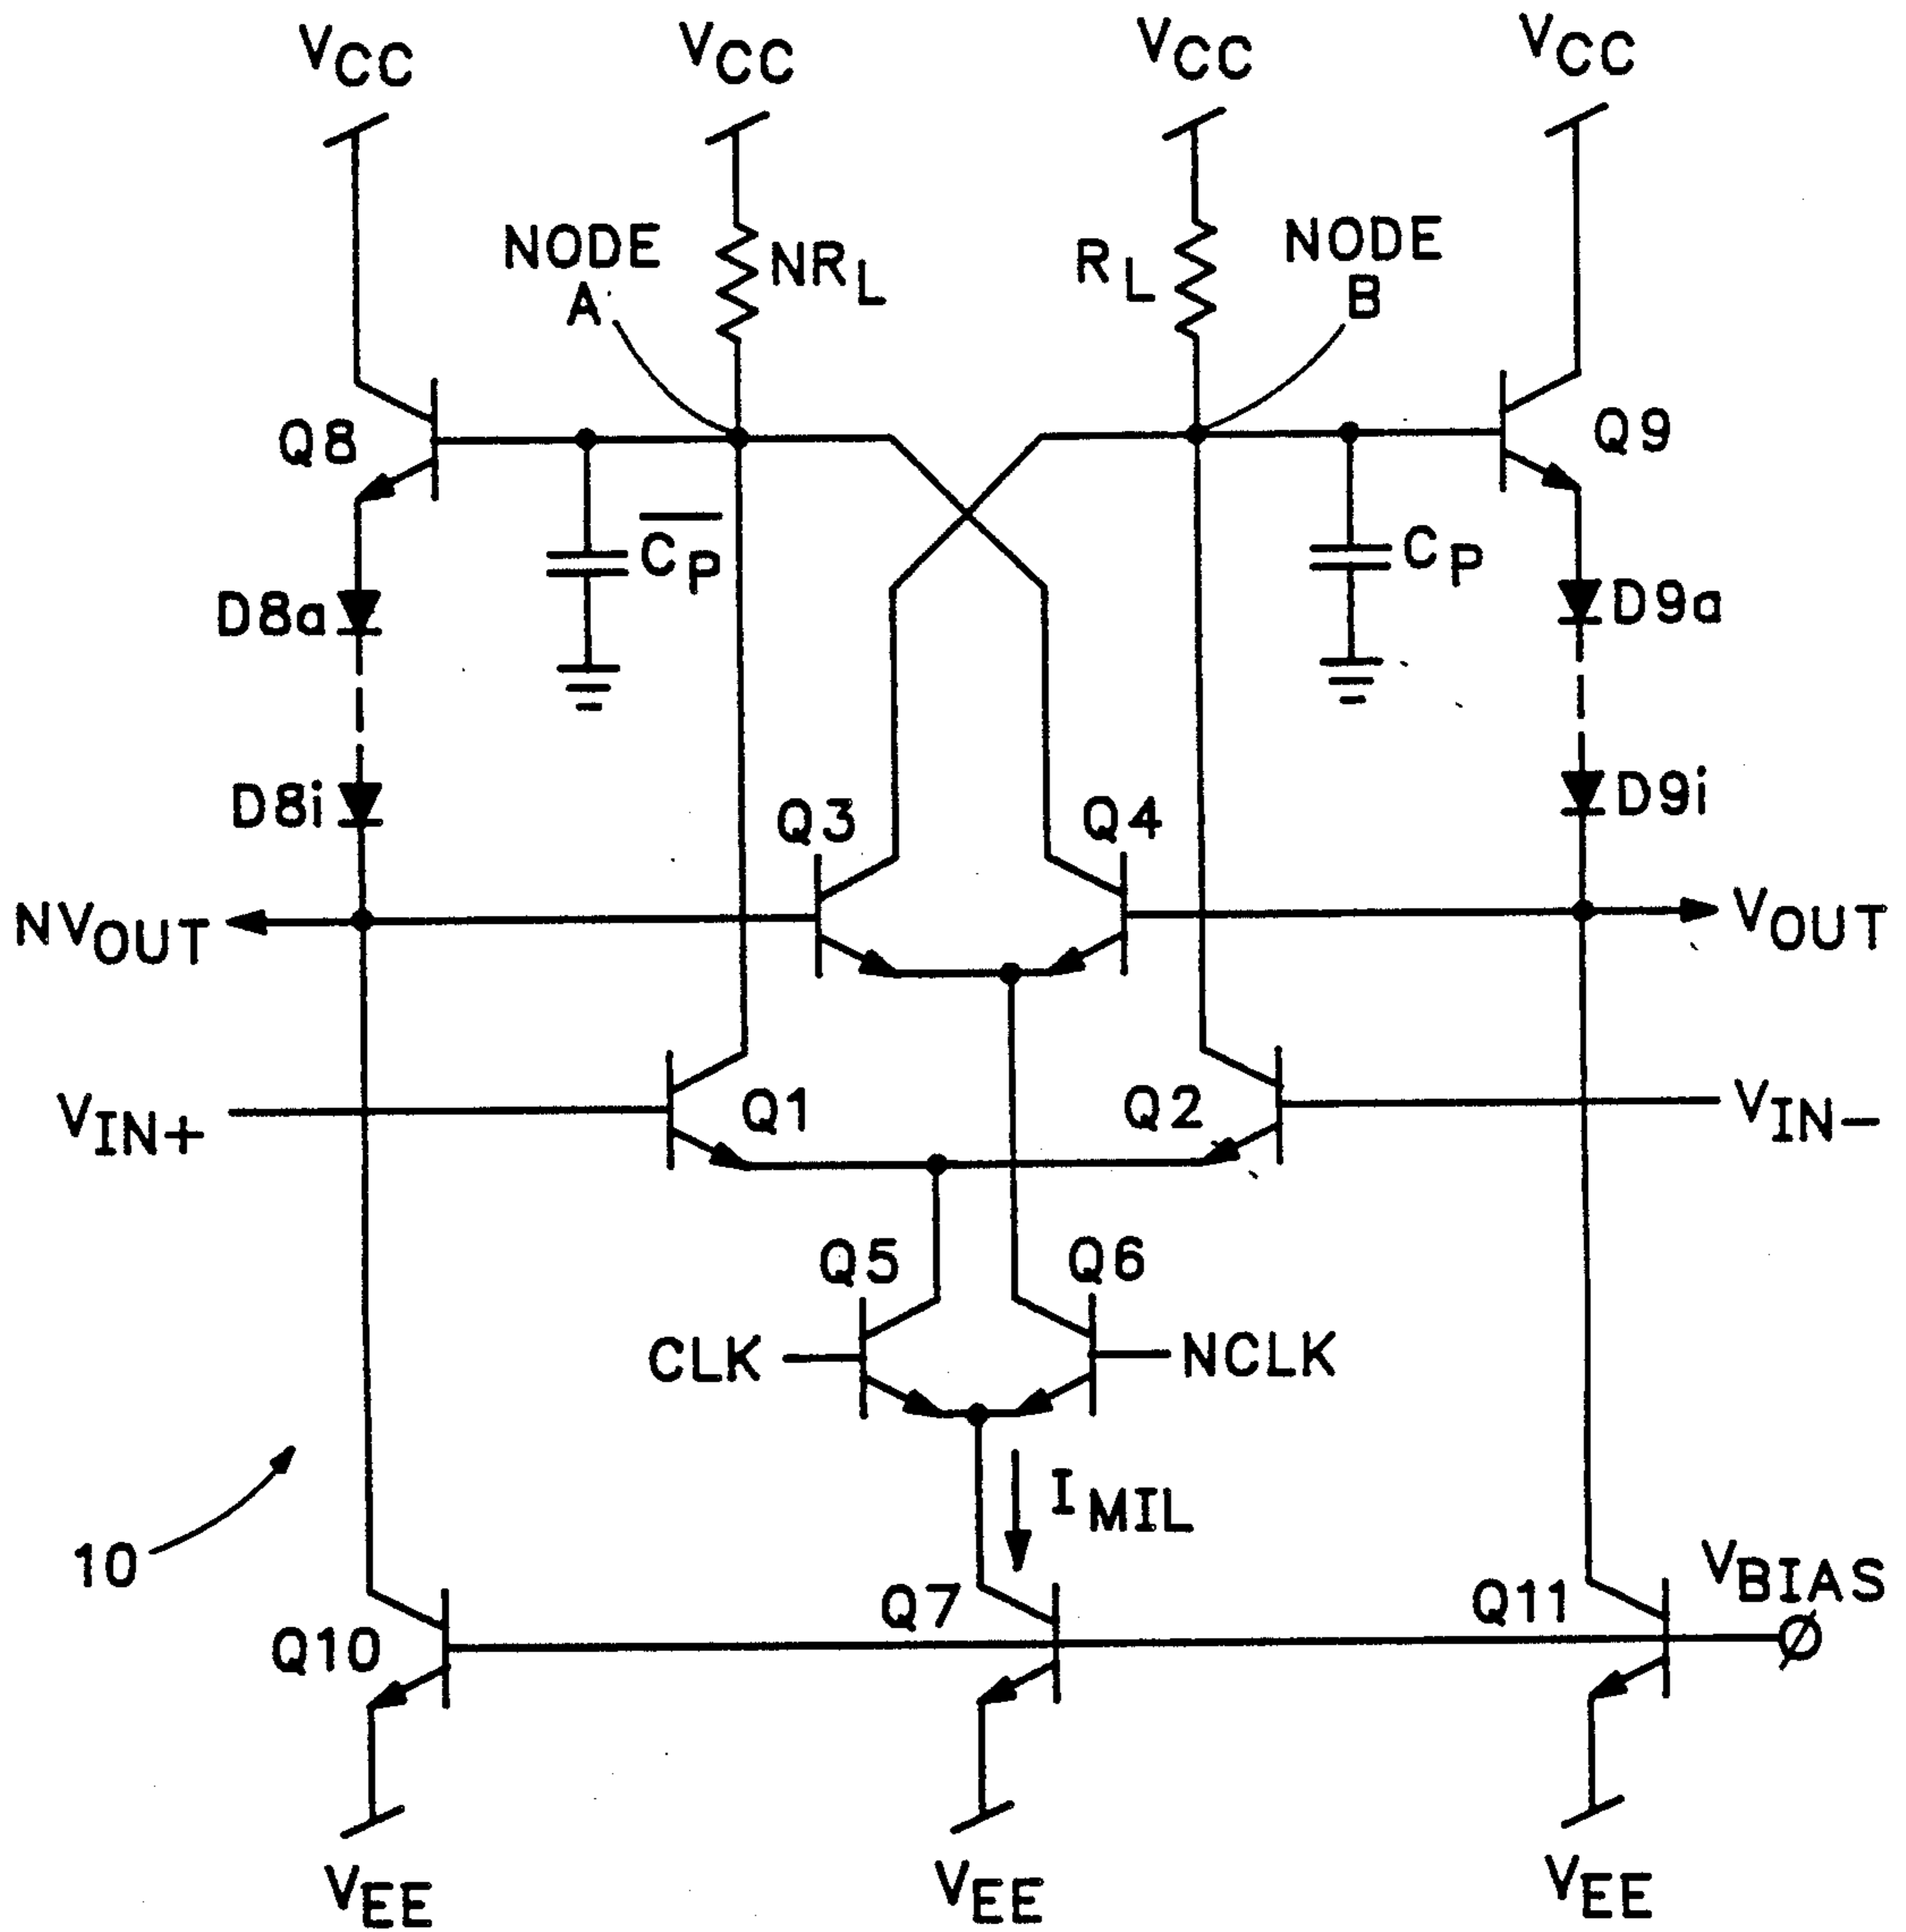 VCC VCC VCC VCC
NODE A
NRL
RL
NODE B
Q8
Q9
CP
CP
D8a
D9a
D8i
D9i
Q3
Q4
NVOUT
VOUT
VIN+
Q1
Q2
VIN-
Q5
Q6
CLK
NCLK
IMIL
10
Q7
Q11
VBIAS
Q10
VEE
VEE
VEE